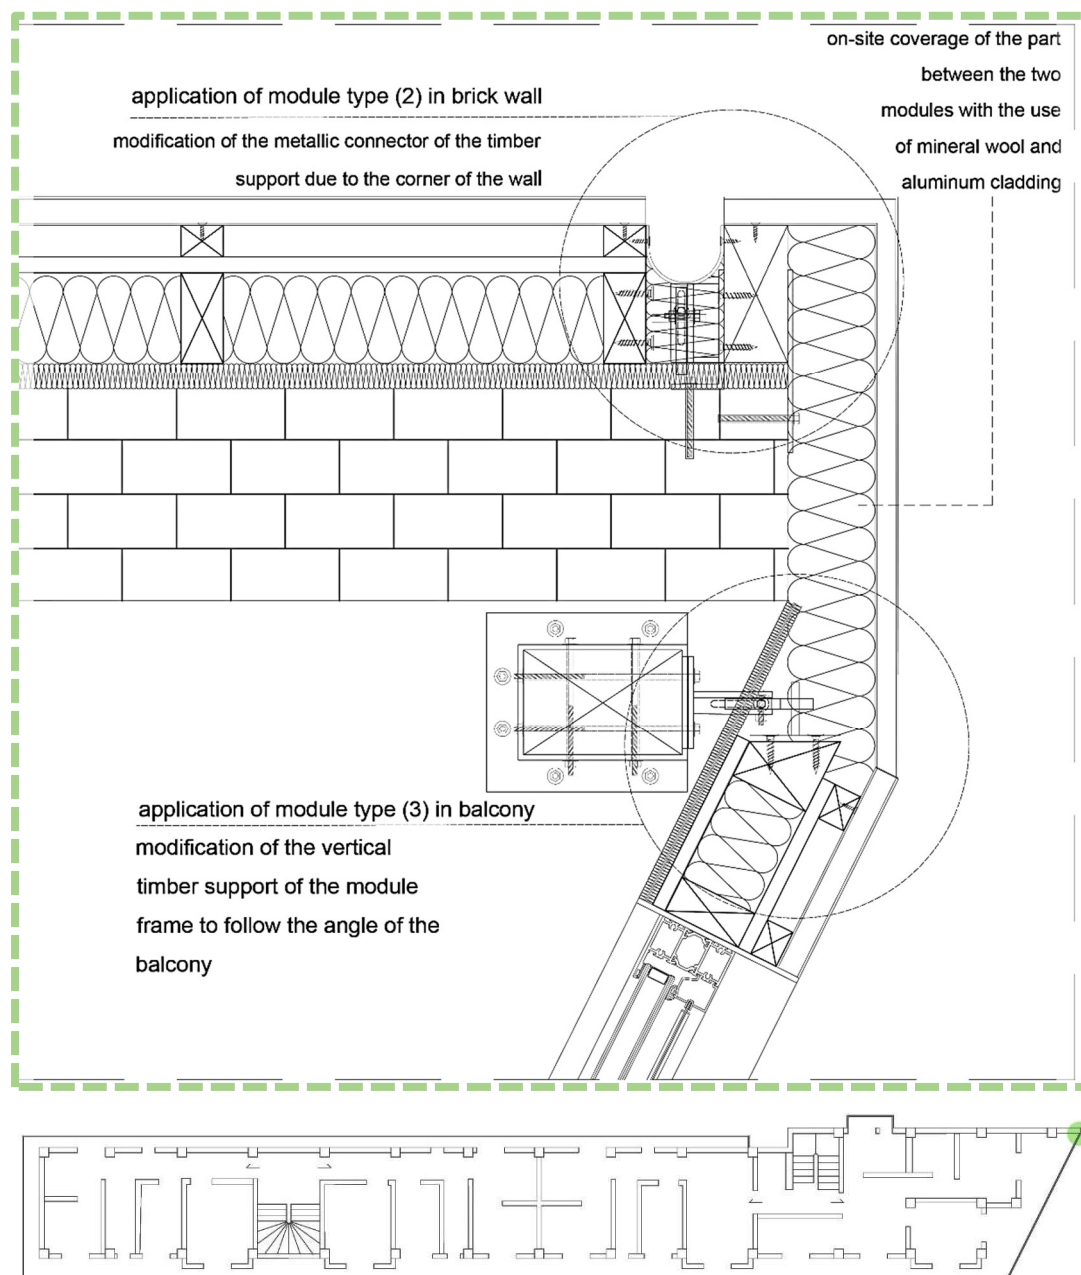 on-site coverage of the part
between the two
modules with the use
of mineral wool and
aluminum cladding
application of module type (2) in brick wall
modification of the metallic connector of the timber
support due to the corner of the wall
application of module type (3) in balcony
modification of the vertical
timber support of the module
frame to follow the angle of the
balcony